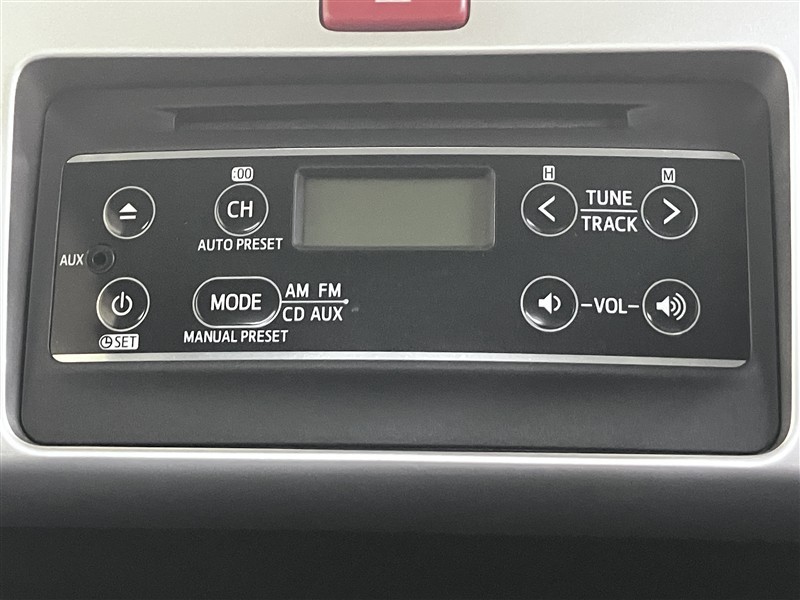 :00
H
M
CH
TUNE
TRACK
AUTO PRESET
AUX
MODE
AM FM
CD AUX
VOL
MANUAL PRESET
SET